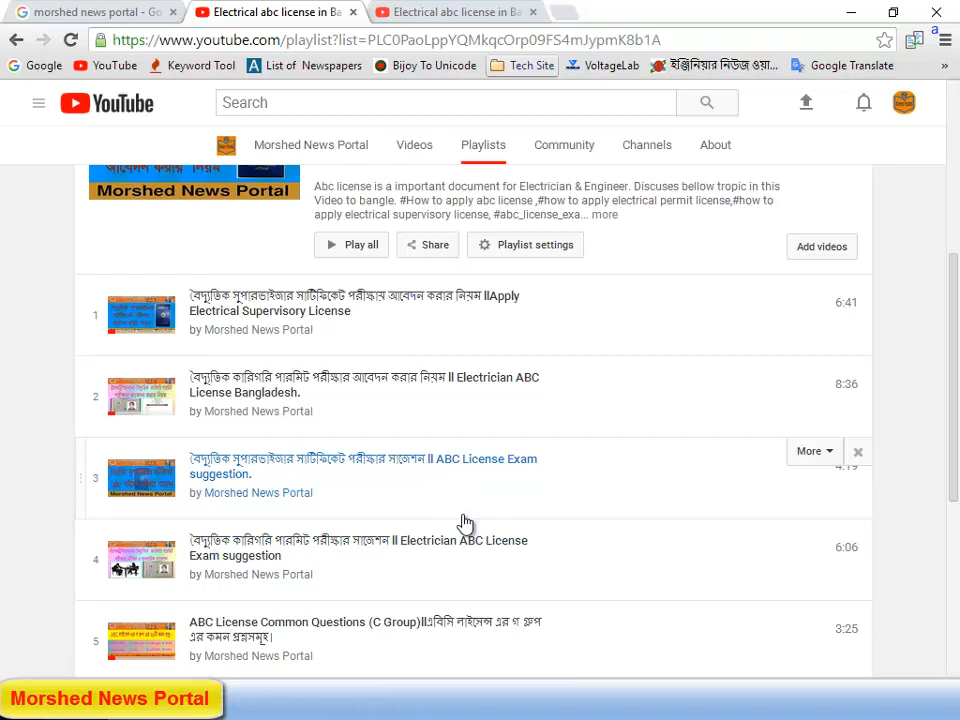 morshed news portal - Go
Electrical abc license in Ba
Electrical abc license in Ba
https://www.youtube.com/playlist?list=PLC0PaoLppYQMkqcOrp09FS4mJypmK8b1A
Google YouTube Keyword Tool List of Newspapers Bijoy To Unicode Tech Site VoltageLab ইঞ্জিনিয়ার নিউজ ওয়া... Google Translate »
YouTube
Search
Morshed News Portal Videos Playlists Community Channels About
আবেদন করার নিয়ম
Morshed News Portal
Abc license is a important document for Electrician & Engineer. Discuses bellow tropic in this
Video to bangle. #How to apply abc license ,#how to apply electrical permit license,#how to
apply electrical supervisory license, #abc_license_exa... more
Play all Share Playlist settings Add videos
1
বৈদ্যুতিক সুপারভাইজার সার্টিফিকেট পরীক্ষায় আবেদন করার নিয়ম llApply
Electrical Supervisory License
by Morshed News Portal
6:41
2
বৈদ্যুতিক কারিগরি পারমিট পরীক্ষার আবেদন করার নিয়ম ll Electrician ABC
License Bangladesh.
by Morshed News Portal
8:36
3
বৈদ্যুতিক সুপারভাইজার সার্টিফিকেট পরীক্ষার সাজেশন ll ABC License Exam
suggestion.
by Morshed News Portal
More
4:19
4
বৈদ্যুতিক কারিগরি পারমিট পরীক্ষার সাজেশন ll Electrician ABC License
Exam suggestion
by Morshed News Portal
6:06
5
ABC License Common Questions (C Group)llএবিসি লাইসেন্স এর গ গ্রুপ
এর কমন প্রশ্নসমূহ।
by Morshed News Portal
3:25
Morshed News Portal